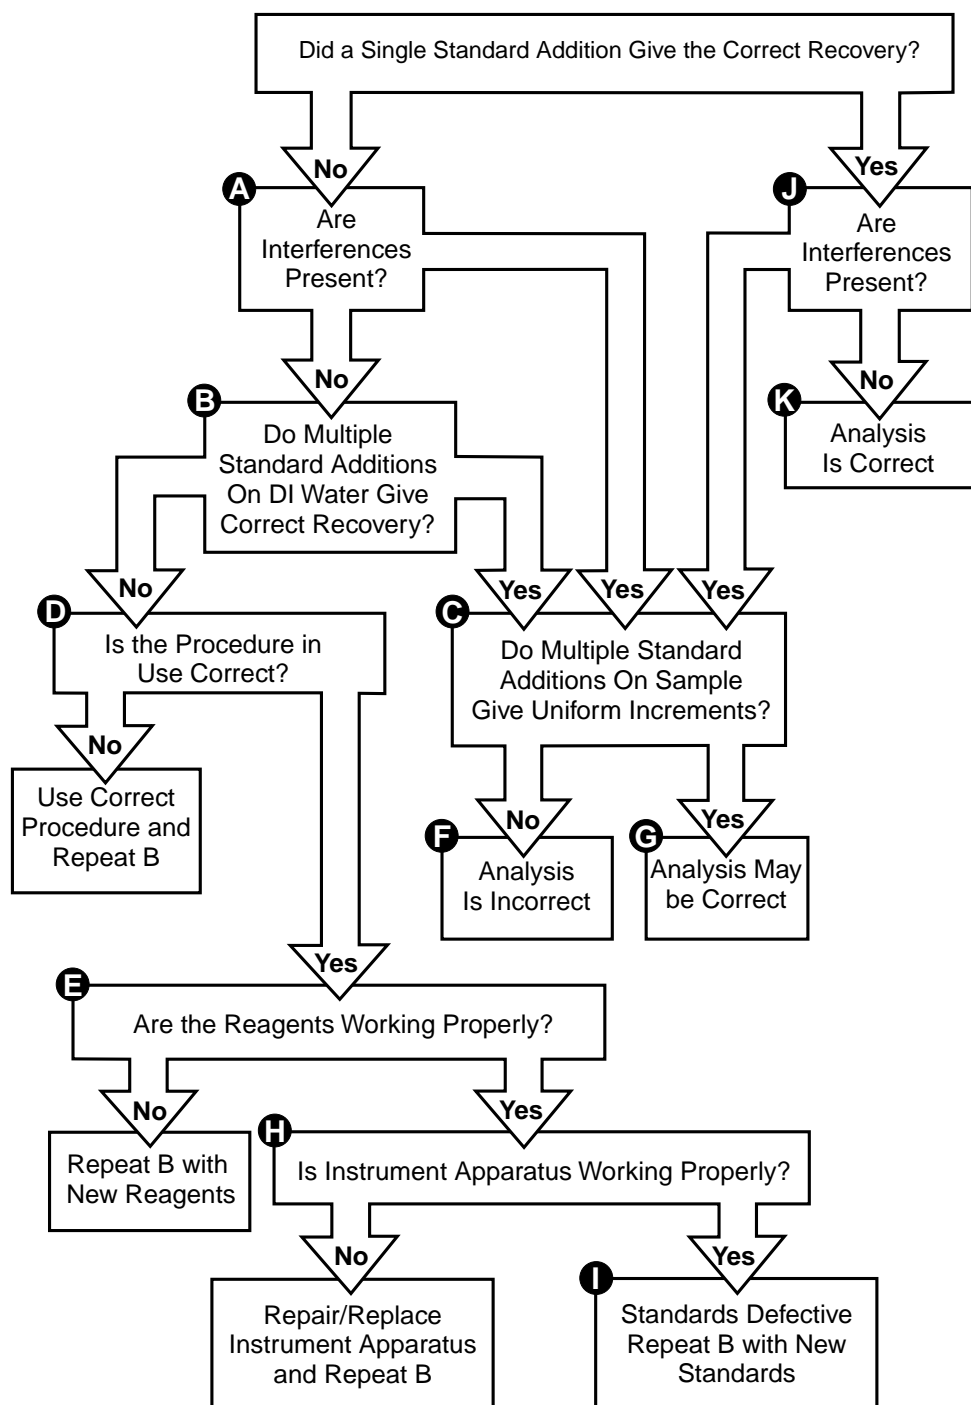 Did a Single Standard Addition Give the Correct Recovery?
No
Yes
A
Are
Interferences
Present?
J
Are
Interferences
Present?
No
No
B
Do Multiple
Standard Additions
On DI Water Give
Correct Recovery?
K
Analysis
Is Correct
No
Yes
Yes
Yes
D
Is the Procedure in
Use Correct?
C
Do Multiple Standard
Additions On Sample
Give Uniform Increments?
No
Use Correct
Procedure and
Repeat B
No
Yes
F
Analysis
Is Incorrect
G
Analysis May
be Correct
Yes
E
Are the Reagents Working Properly?
No
Yes
Repeat B with
New Reagents
H
Is Instrument Apparatus Working Properly?
No
Yes
Repair/Replace
Instrument Apparatus
and Repeat B
I
Standards Defective
Repeat B with New
Standards